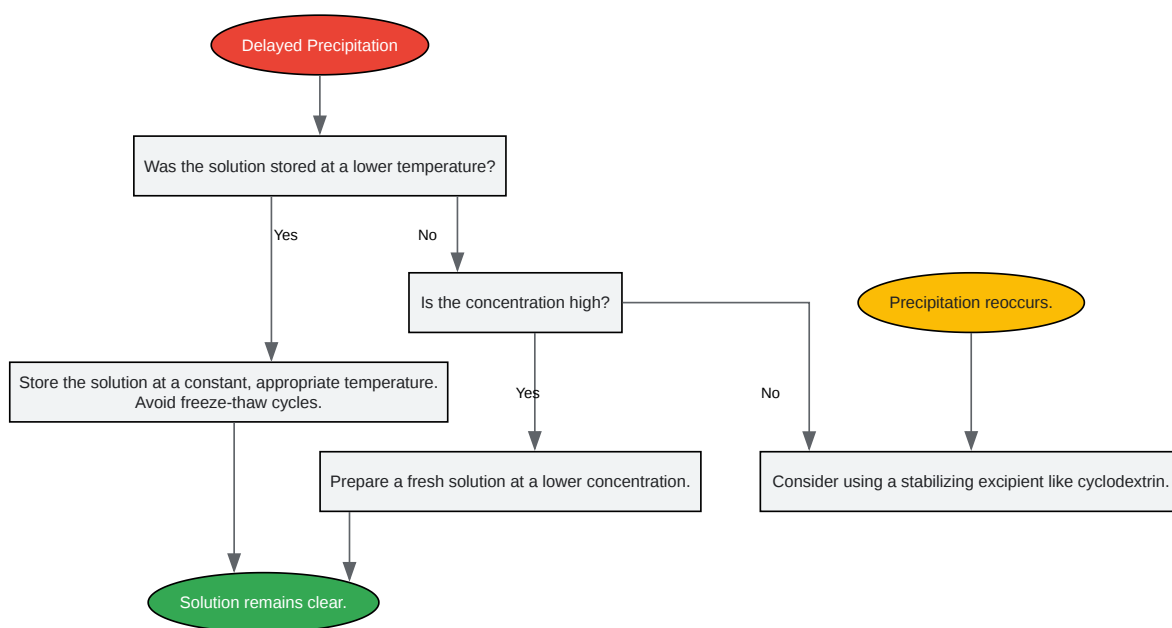 Delayed Precipitation
Was the solution stored at a lower temperature?
Yes
No
Is the concentration high?
Precipitation reoccurs.
Store the solution at a constant, appropriate temperature.
Avoid freeze-thaw cycles.
Yes
No
Prepare a fresh solution at a lower concentration.
Consider using a stabilizing excipient like cyclodextrin.
Solution remains clear.